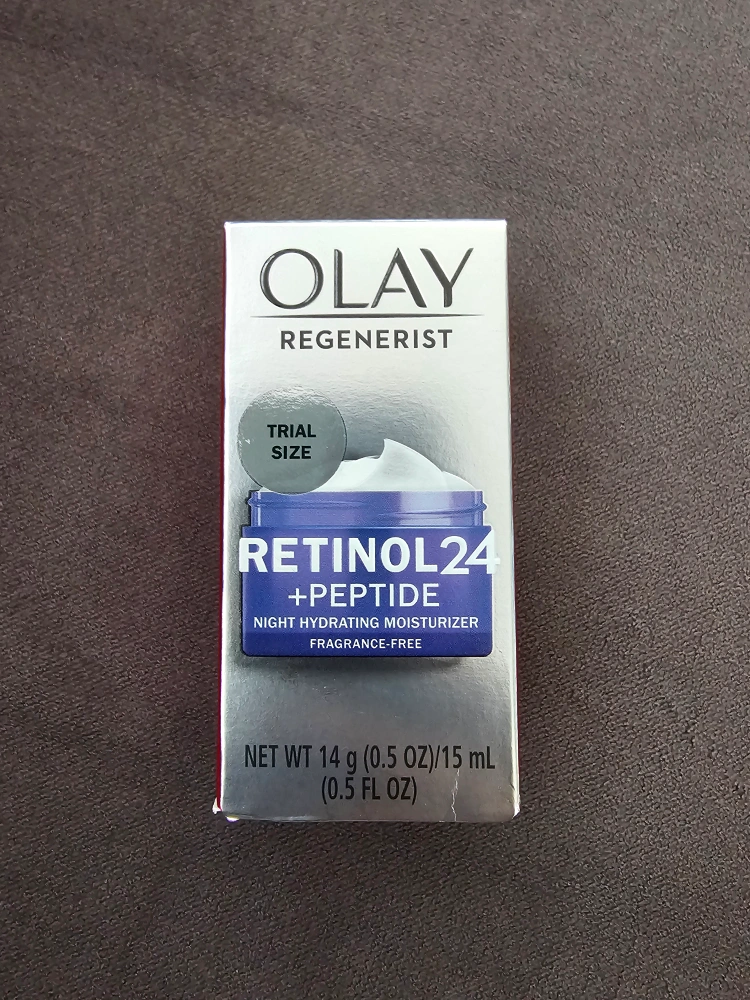 OLAY
REGENERIST
TRIAL
SIZE
RETINOL24
+PEPTIDE
NIGHT HYDRATING MOISTURIZER
FRAGRANCE-FREE
NET WT 14 g (0.5 OZ)/15 mL
(0.5 FL OZ)